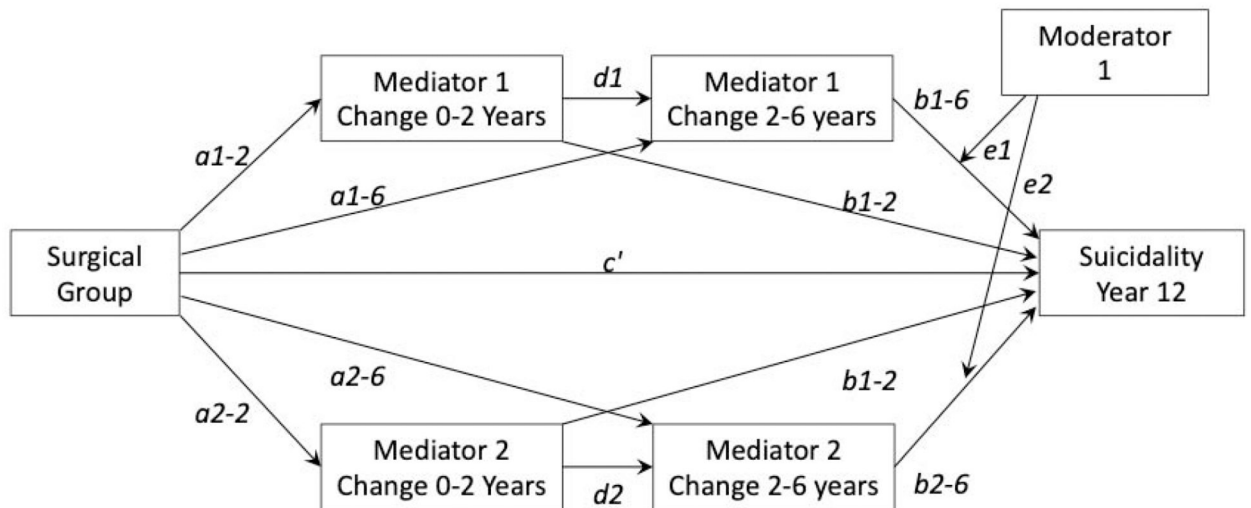 Moderator
1
Mediator 1
Change 0-2 Years
d1
Mediator 1
Change 2-6 years
b1-6
a1-2
e1
a1-6
b1-2
e2
Surgical
Group
c'
Suicidality
Year 12
a2-6
b1-2
a2-2
Mediator 2
Change 0-2 Years
d2
Mediator 2
Change 2-6 years
b2-6